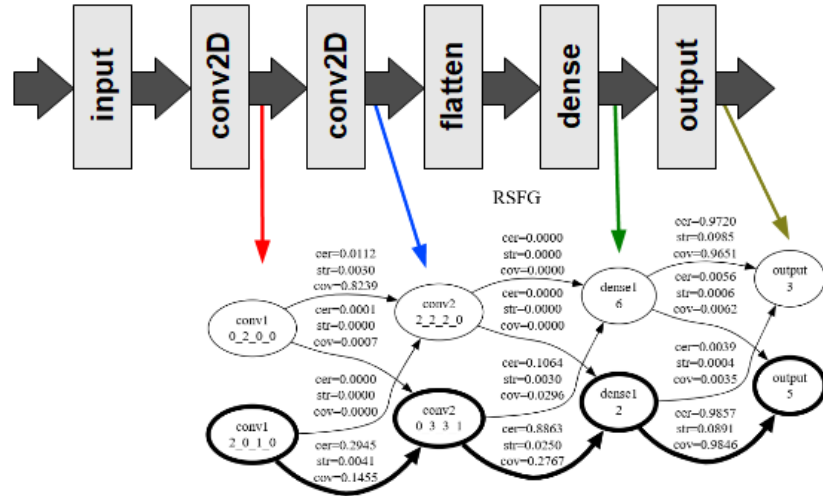 input
conv2D
conv2D
flatten
dense
output
RSFG
cer=0.0112
str=0.0030
cov=0.8239
cer=0.0001
str=0.0000
cov=0.0007
cer=0.0000
str=0.0000
cov=0.0000
cer=0.2945
str=0.0041
cov=0.1455
cer=0.0000
str=0.0000
cov=0.0000
cer=0.0000
str=0.0000
cov=0.0000
cer=0.1064
str=0.0030
cov=0.0296
cer=0.8863
str=0.0250
cov=0.2767
cer=0.9720
str=0.0985
cov=0.9651
cer=0.0056
str=0.0006
cov=0.0062
cer=0.0039
str=0.0004
cov=0.0035
cer=0.9857
str=0.0891
cov=0.9846
conv1
0_2_0_0
conv2
2_2_2_0
dense1
6
output
3
conv1
2_0_1_0
conv2
0_3_3_1
dense1
2
output
5